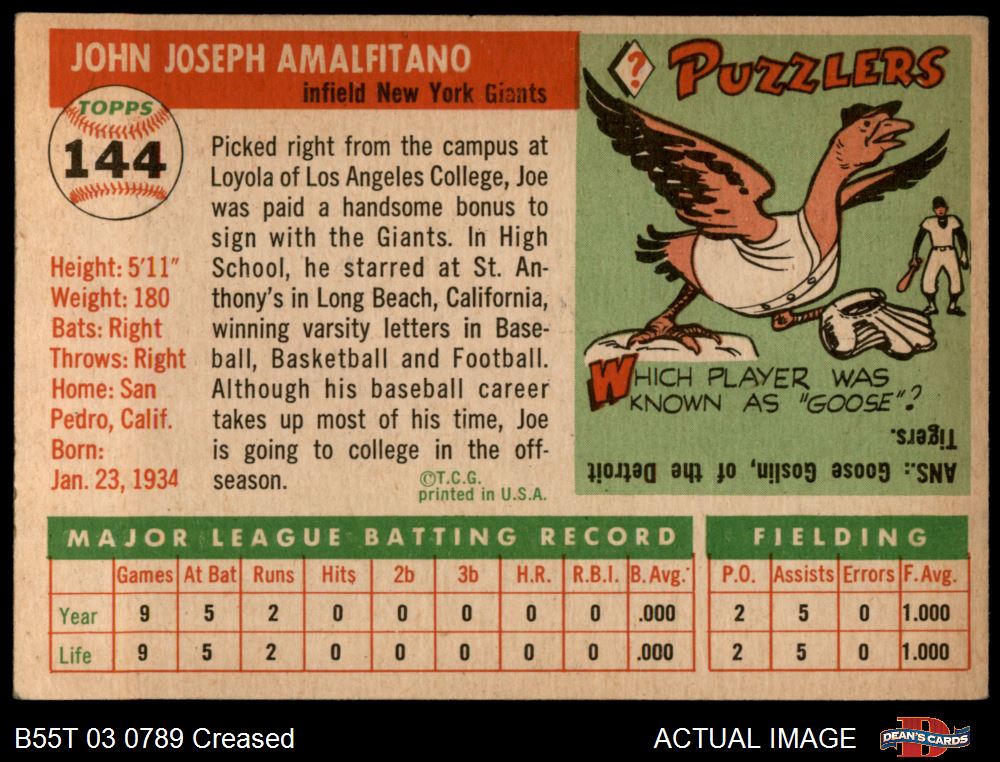 JOHN JOSEPH AMALFITANO
infield New York Giants
TOPPS
144
Picked right from the campus at
Loyola of Los Angeles College, Joe
was paid a handsome bonus to
sign with the Giants. In High
School, he starred at St. An-
thony's in Long Beach, California,
winning varsity letters in Base-
ball, Basketball and Football.
Although his baseball career
takes up most of his time, Joe
is going to college in the off-
season.
©T.C.G.
printed in U.S.A.
Height: 5'11"
Weight: 180
Bats: Right
Throws: Right
Home: San
Pedro, Calif.
Born:
Jan. 23, 1934
?
PUZZLERS
WHICH PLAYER WAS
KNOWN AS "GOOSE"?
ANS.: Goose Goslin, of the Detroit
Tigers.
MAJOR LEAGUE BATTING RECORD
Games At Bat Runs Hits 2b 3b H.R. R.B.I. B. Avg.
Year 9 5 2 0 0 0 0 0 .000
Life 9 5 2 0 0 0 0 0 .000
FIELDING
P.O. Assists Errors F. Avg.
2 5 0 1.000
2 5 0 1.000
B55T 03 0789 Creased
ACTUAL IMAGE
D
DEAN'S CARDS